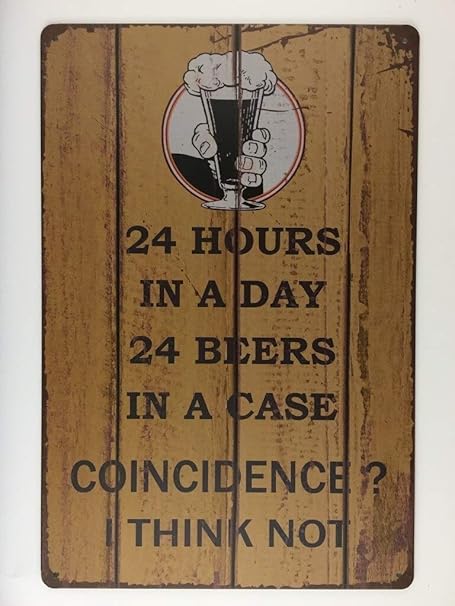 24 HOURS
IN A DAY
24 BEERS
IN A CASE
COINCIDENCE?
I THINK NOT